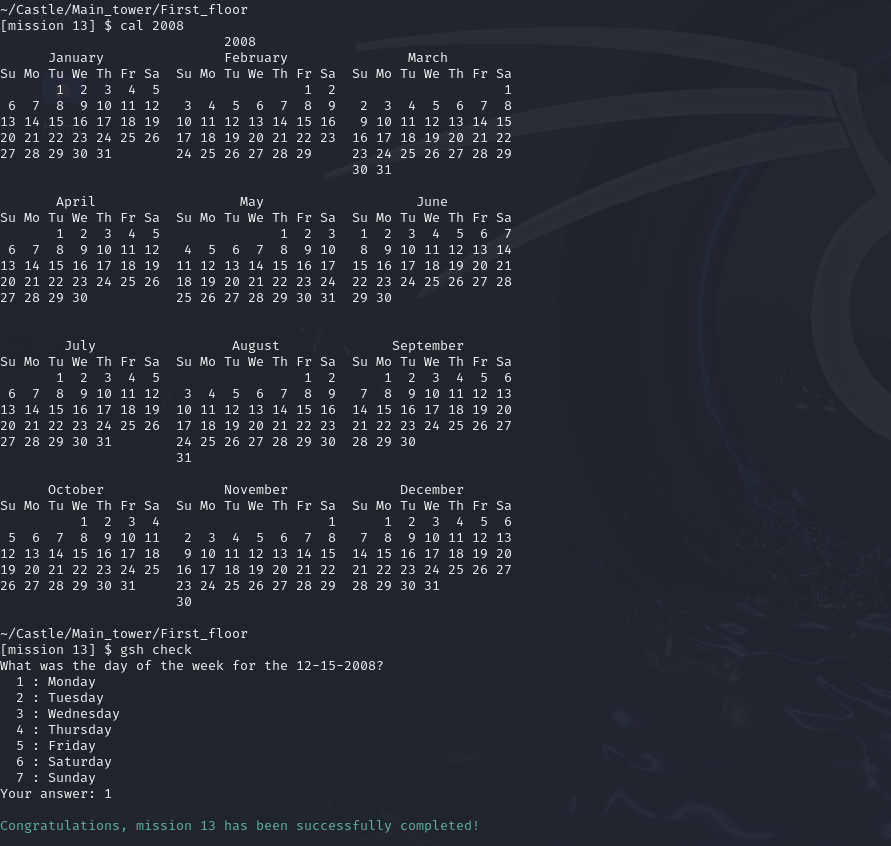 ~/Castle/Main_tower/First_floor
[mission 13] $ cal 2008
                            2008
      January               February               March
Su Mo Tu We Th Fr Sa  Su Mo Tu We Th Fr Sa  Su Mo Tu We Th Fr Sa
       1  2  3  4  5                  1  2                     1
 6  7  8  9 10 11 12   3  4  5  6  7  8  9   2  3  4  5  6  7  8
13 14 15 16 17 18 19  10 11 12 13 14 15 16   9 10 11 12 13 14 15
20 21 22 23 24 25 26  17 18 19 20 21 22 23  16 17 18 19 20 21 22
27 28 29 30 31        24 25 26 27 28 29     23 24 25 26 27 28 29
                                            30 31

       April                  May                   June
Su Mo Tu We Th Fr Sa  Su Mo Tu We Th Fr Sa  Su Mo Tu We Th Fr Sa
       1  2  3  4  5               1  2  3   1  2  3  4  5  6  7
 6  7  8  9 10 11 12   4  5  6  7  8  9 10   8  9 10 11 12 13 14
13 14 15 16 17 18 19  11 12 13 14 15 16 17  15 16 17 18 19 20 21
20 21 22 23 24 25 26  18 19 20 21 22 23 24  22 23 24 25 26 27 28
27 28 29 30           25 26 27 28 29 30 31  29 30

        July                 August              September
Su Mo Tu We Th Fr Sa  Su Mo Tu We Th Fr Sa  Su Mo Tu We Th Fr Sa
       1  2  3  4  5                  1  2      1  2  3  4  5  6
 6  7  8  9 10 11 12   3  4  5  6  7  8  9   7  8  9 10 11 12 13
13 14 15 16 17 18 19  10 11 12 13 14 15 16  14 15 16 17 18 19 20
20 21 22 23 24 25 26  17 18 19 20 21 22 23  21 22 23 24 25 26 27
27 28 29 30 31        24 25 26 27 28 29 30  28 29 30
                      31

      October               November              December
Su Mo Tu We Th Fr Sa  Su Mo Tu We Th Fr Sa  Su Mo Tu We Th Fr Sa
          1  2  3  4                     1      1  2  3  4  5  6
 5  6  7  8  9 10 11   2  3  4  5  6  7  8   7  8  9 10 11 12 13
12 13 14 15 16 17 18   9 10 11 12 13 14 15  14 15 16 17 18 19 20
19 20 21 22 23 24 25  16 17 18 19 20 21 22  21 22 23 24 25 26 27
26 27 28 29 30 31     23 24 25 26 27 28 29  28 29 30 31
                      30

~/Castle/Main_tower/First_floor
[mission 13] $ gsh check
What was the day of the week for the 12-15-2008?
  1 : Monday
  2 : Tuesday
  3 : Wednesday
  4 : Thursday
  5 : Friday
  6 : Saturday
  7 : Sunday
Your answer: 1

Congratulations, mission 13 has been successfully completed!